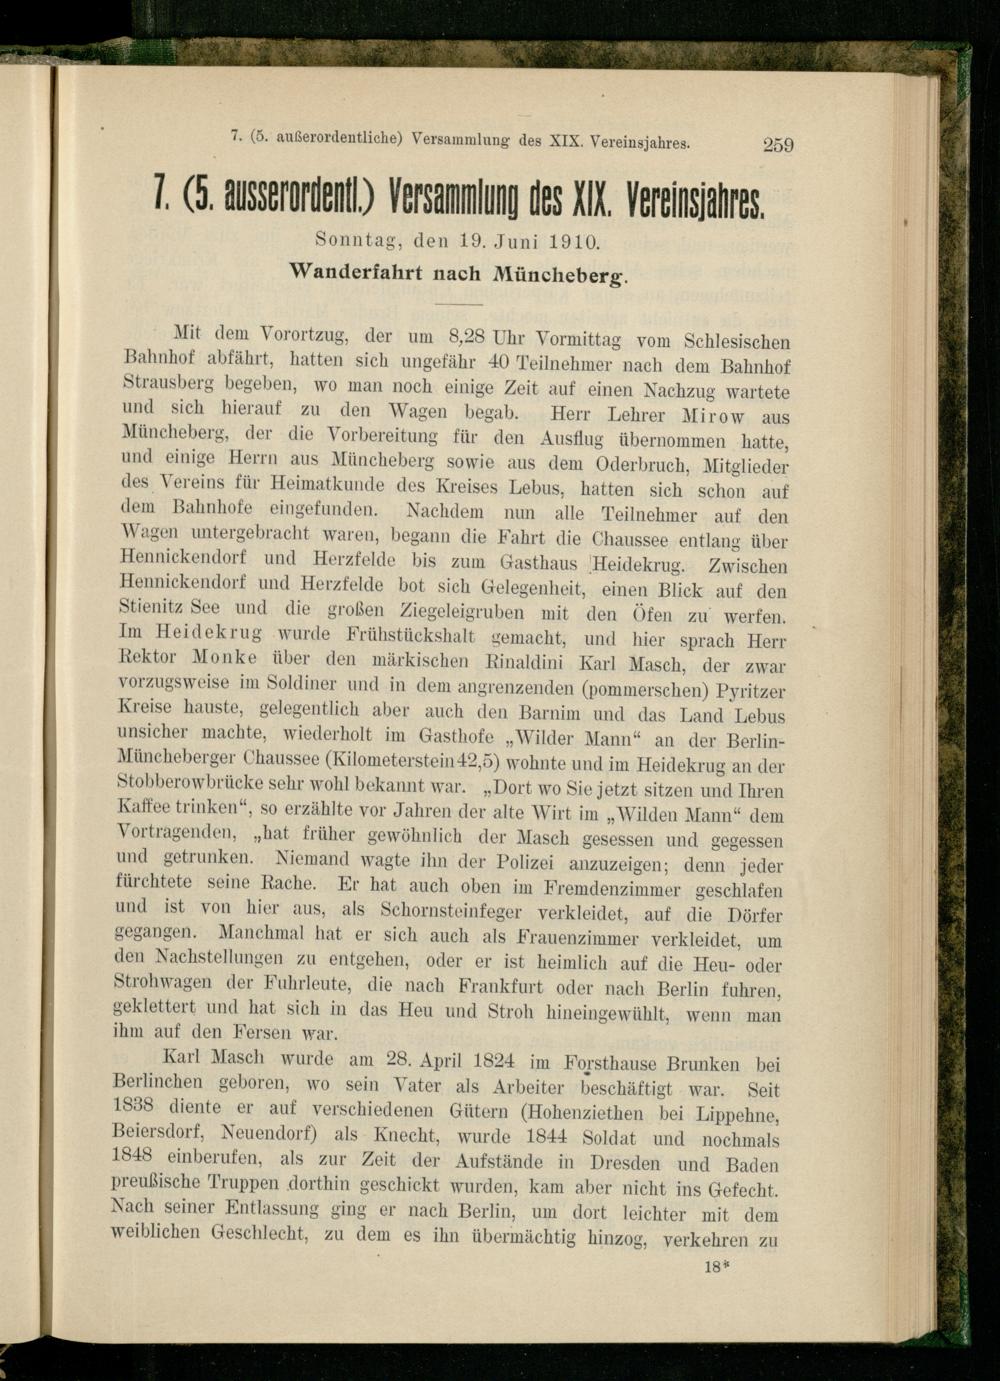 7. (5. außerordentliche) Versammlung des XIX. Vereinsjahres. 259
7. (5. ausserordentl.) Versammlung des XIX. Vereinsjahres.
Sonntag, den 19. Juni 1910.
Wanderfahrt nach Müncheberg.
Mit dem Vorortzug, der um 8,28 Uhr Vormittag vom Schlesischen
Bahnhof abfährt, hatten sich ungefähr 40 Teilnehmer nach dem Bahnhof
Strausberg begeben, wo man noch einige Zeit auf einen Nachzug wartete
und sich hierauf zu den Wagen begab. Herr Lehrer Mirow aus
Müncheberg, der die Vorbereitung für den Ausflug übernommen hatte,
und einige Herrn aus Müncheberg sowie aus dem Oderbruch, Mitglieder
des Vereins für Heimatkunde des Kreises Lebus, hatten sich schon auf
dem Bahnhofe eingefunden. Nachdem nun alle Teilnehmer auf den
Wagen untergebracht waren, begann die Fahrt die Chaussee entlang über
Hennickendorf und Herzfelde bis zum Gasthaus Heidekrug. Zwischen
Hennickendorf und Herzfelde bot sich Gelegenheit, einen Blick auf den
Stienitz See und die großen Ziegeleigruben mit den Öfen zu werfen.
Im Heidekrug wurde Frühstückshalt gemacht, und hier sprach Herr
Rektor Monke über den märkischen Rinaldini Karl Masch, der zwar
vorzugsweise im Soldiner und in dem angrenzenden (pommerschen) Pyritzer
Kreise hauste, gelegentlich aber auch den Barnim und das Land Lebus
unsicher machte, wiederholt im Gasthofe „Wilder Mann“ an der Berlin-
Müncheberger Chaussee (Kilometerstein 42,5) wohnte und im Heidekrug an der
Stobberowbrücke sehr wohl bekannt war. „Dort wo Sie jetzt sitzen und Ihren
Kaffee trinken“, so erzählte vor Jahren der alte Wirt im „Wilden Mann“ dem
Vortragenden, „hat früher gewöhnlich der Masch gesessen und gegessen
und getrunken. Niemand wagte ihn der Polizei anzuzeigen; denn jeder
fürchtete seine Rache. Er hat auch oben im Fremdenzimmer geschlafen
und ist von hier aus, als Schornsteinfeger verkleidet, auf die Dörfer
gegangen. Manchmal hat er sich auch als Frauenzimmer verkleidet, um
den Nachstellungen zu entgehen, oder er ist heimlich auf die Heu- oder
Strohwagen der Fuhrleute, die nach Frankfurt oder nach Berlin fuhren,
geklettert und hat sich in das Heu und Stroh hineingewühlt, wenn man
ihm auf den Fersen war.
Karl Masch wurde am 28. April 1824 im Forsthause Brunken bei
Berlinchen geboren, wo sein Vater als Arbeiter beschäftigt war. Seit
1838 diente er auf verschiedenen Gütern (Hohenziethen bei Lippehne,
Beiersdorf, Neuendorf) als Knecht, wurde 1844 Soldat und nochmals
1848 einberufen, als zur Zeit der Aufstände in Dresden und Baden
preußische Truppen dorthin geschickt wurden, kam aber nicht ins Gefecht.
Nach seiner Entlassung ging er nach Berlin, um dort leichter mit dem
weiblichen Geschlecht, zu dem es ihn übermächtig hinzog, verkehren zu
18*